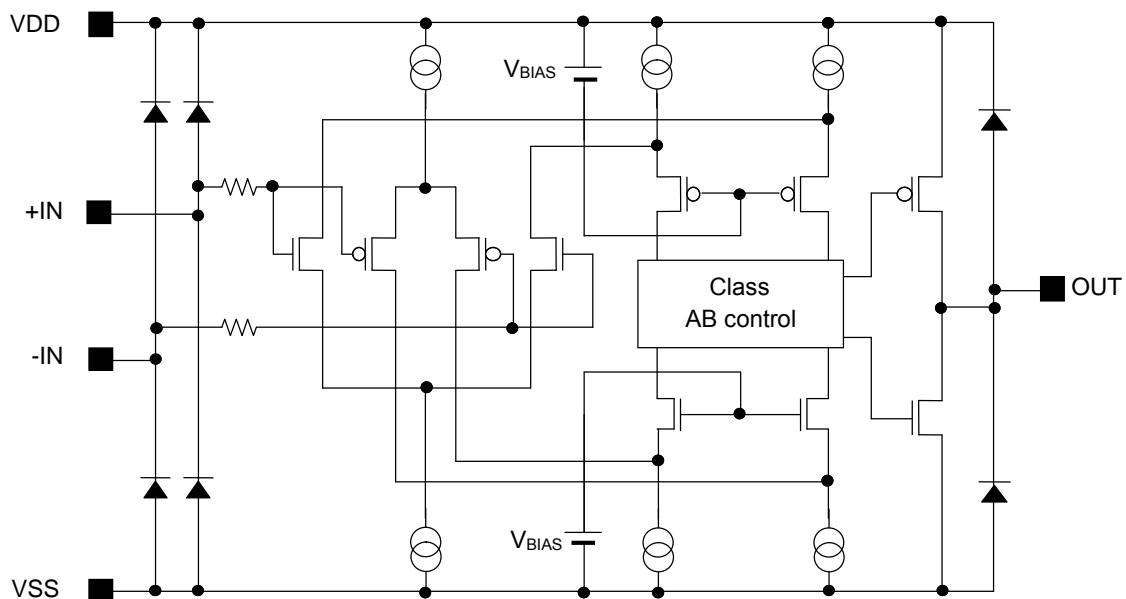 VDD
VBIAS
+IN
Class
AB control
OUT
-IN
VBIAS
VSS